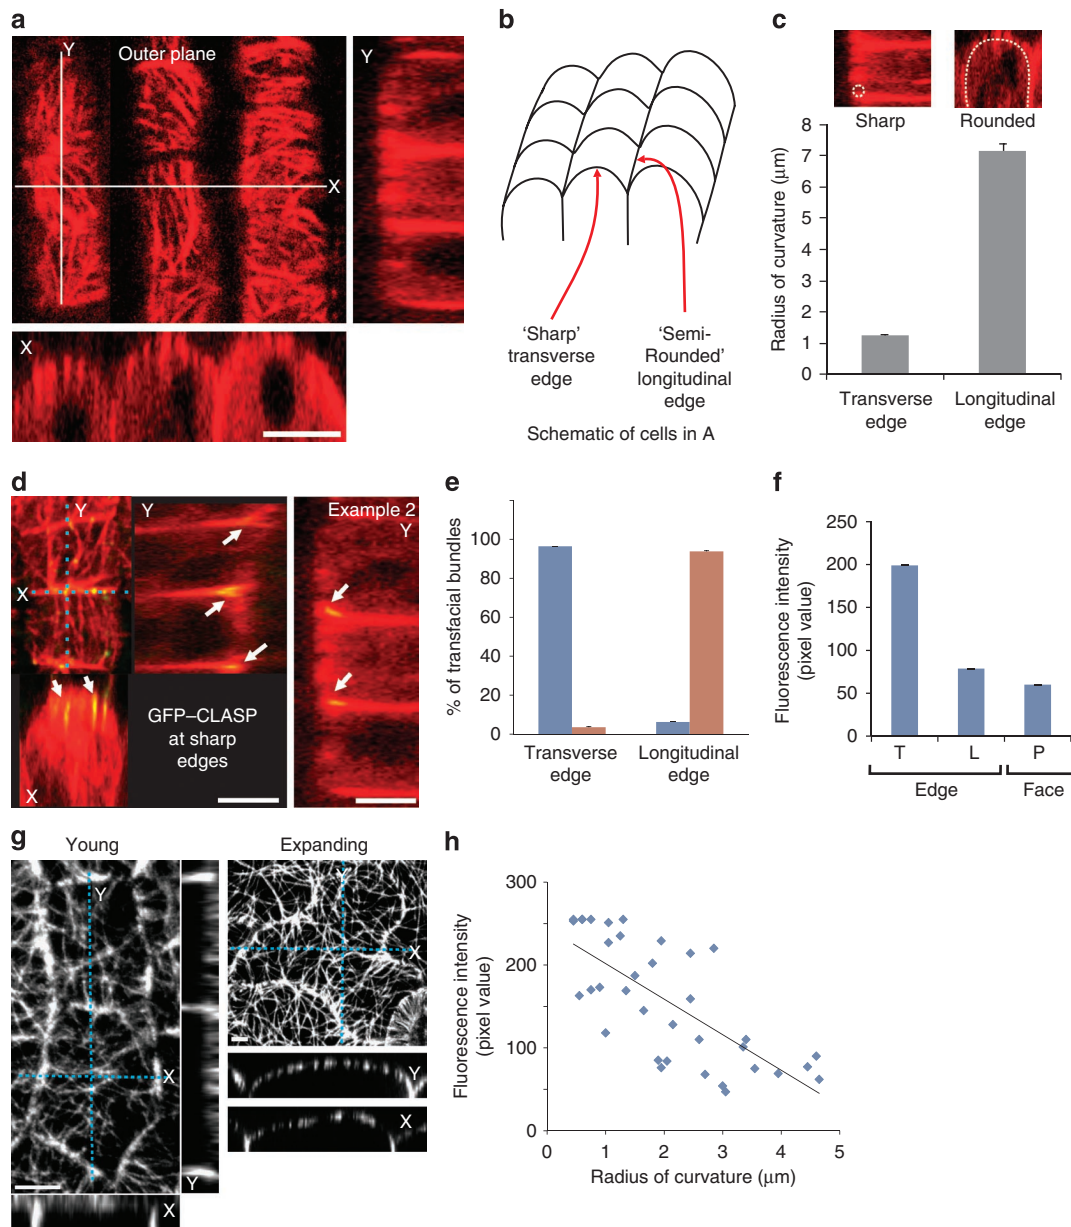 a
Y
Outer plane
X
Y
X
b
'Sharp'
transverse
edge
'Semi-
Rounded'
longitudinal
edge
Schematic of cells in A
c
Sharp
Rounded
Radius of curvature (μm)
8
7
6
5
4
3
2
1
0
Transverse
edge
Longitudinal
edge
d
Y
X
Y
Example 2
Y
GFP–CLASP
at sharp
edges
X
e
% of transfacial bundles
100
80
60
40
20
0
Transverse
edge
Longitudinal
edge
f
Fluorescence intensity
(pixel value)
250
200
150
100
50
0
T
L
P
Edge
Face
g
Young
Y
X
Y
X
Expanding
Y
X
Y
X
h
Fluorescence intensity
(pixel value)
300
200
100
0
0
1
2
3
4
5
Radius of curvature (μm)